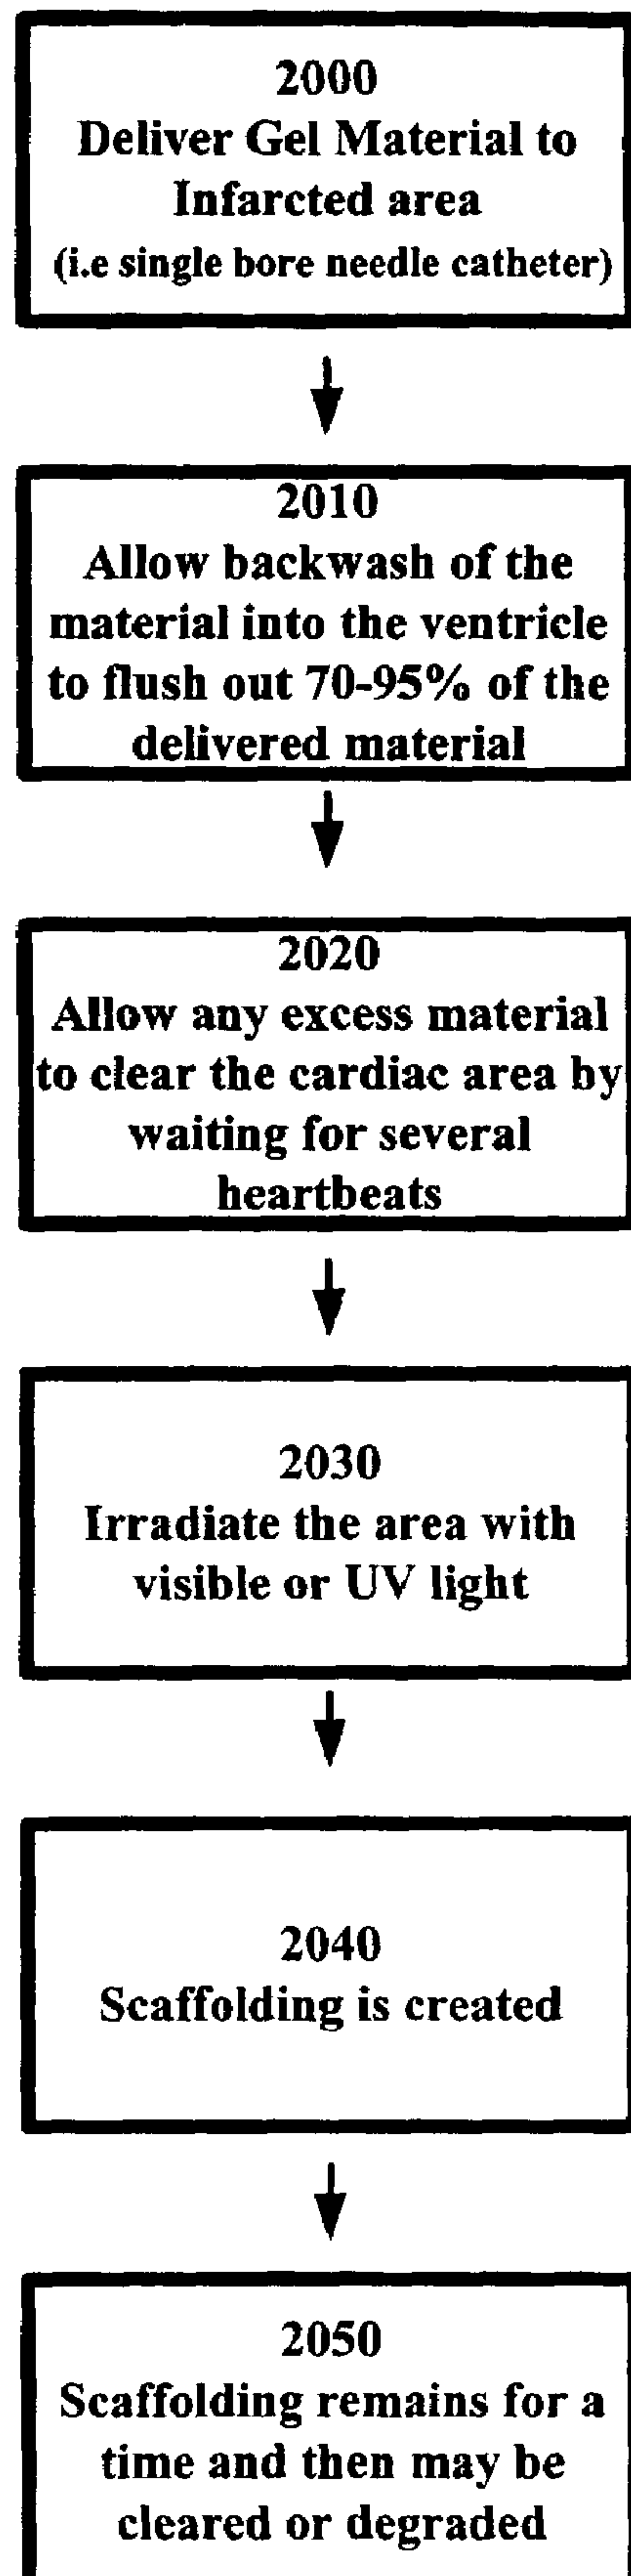 2000
Deliver Gel Material to
Infarcted area
(i.e single bore needle catheter)
2010
Allow backwash of the
material into the ventricle
to flush out 70-95% of the
delivered material
2020
Allow any excess material
to clear the cardiac area by
waiting for several
heartbeats
2030
Irradiate the area with
visible or UV light
2040
Scaffolding is created
2050
Scaffolding remains for a
time and then may be
cleared or degraded